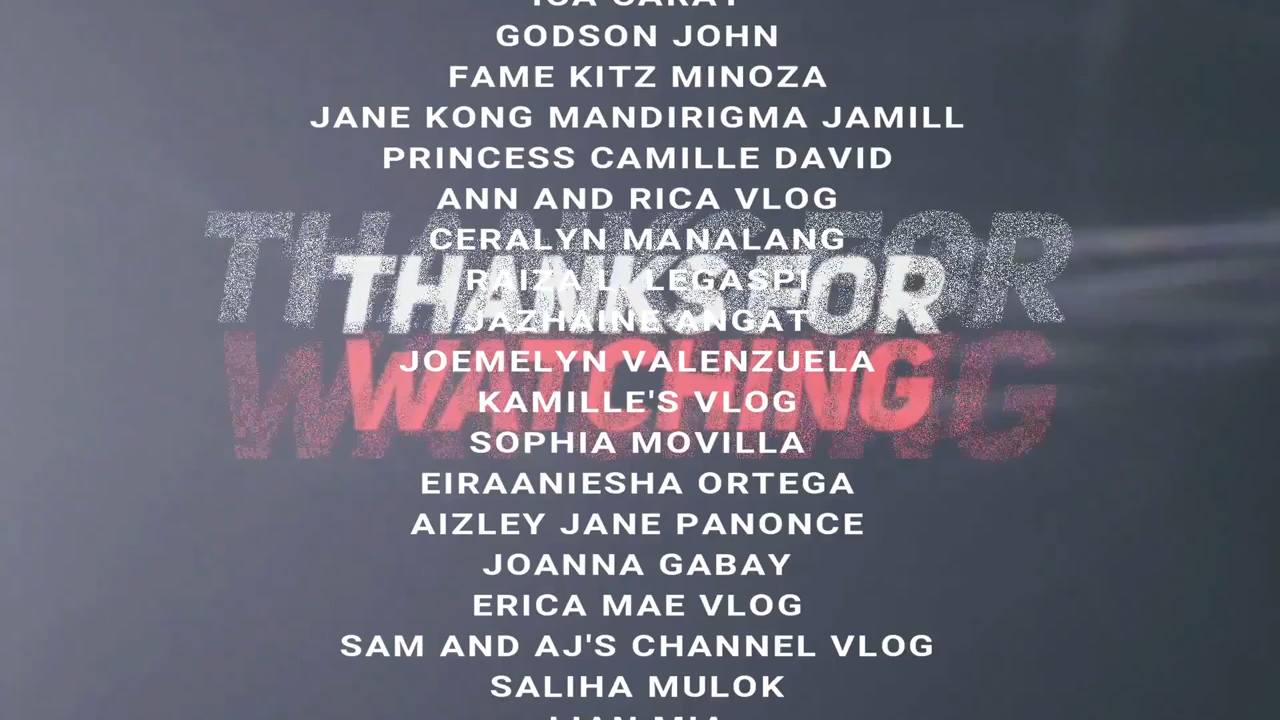 GODSON JOHN
FAME KITZ MINOZA
JANE KONG MANDIRIGMA JAMILL
PRINCESS CAMILLE DAVID
ANN AND RICA VLOG
CERALYN MANALANG
THANKS FOR
RAIZA L. LEGASPI
JAZHAINE ANGAT
WATCHING
JOEMELYN VALENZUELA
KAMILLE'S VLOG
SOPHIA MOVILLA
EIRAANIESHA ORTEGA
AIZLEY JANE PANONCE
JOANNA GABAY
ERICA MAE VLOG
SAM AND AJ'S CHANNEL VLOG
SALIHA MULOK